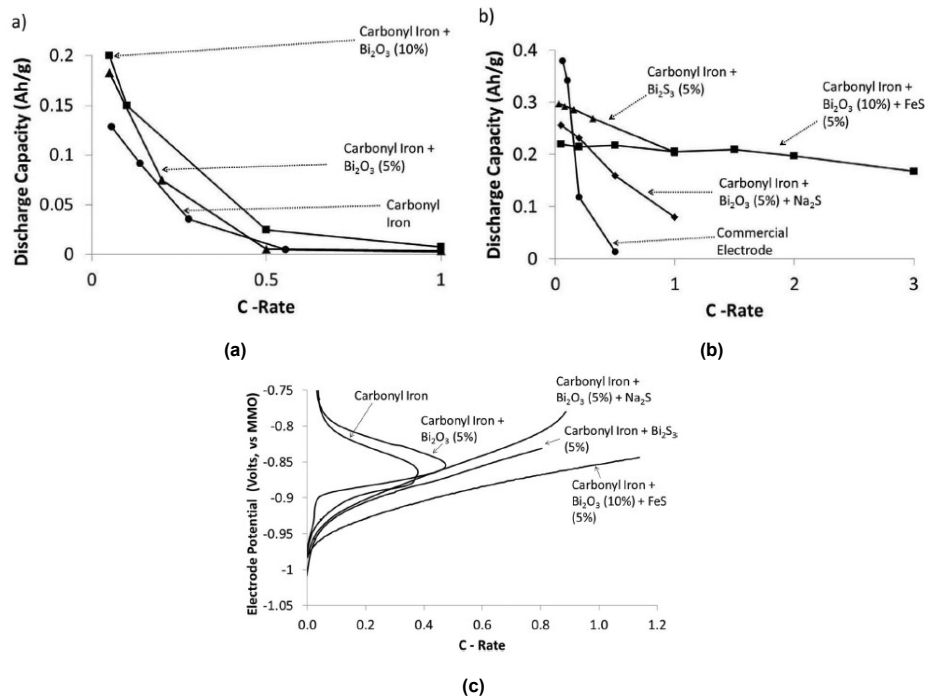 a)
Discharge Capacity (Ah/g)
0.2
0.15
0.1
0.05
0
0
0.5
1
C -Rate
Carbonyl Iron +
Bi₂O₃ (10%)
Carbonyl Iron +
Bi₂O₃ (5%)
Carbonyl
Iron
(a)
b)
Discharge Capacity (Ah/g)
0.4
0.3
0.2
0.1
0.0
0
1
2
3
C -Rate
Carbonyl Iron +
Bi₂S₃ (5%)
Carbonyl Iron +
Bi₂O₃ (10%) + FeS
(5%)
Carbonyl Iron +
Bi₂O₃ (5%) + Na₂S
Commercial
Electrode
(b)
Electrode Potential (Volts, vs MMO)
-0.75
-0.8
-0.85
-0.9
-0.95
-1
-1.05
0.0
0.2
0.4
0.6
0.8
1.0
1.2
C - Rate
Carbonyl Iron
Carbonyl Iron +
Bi₂O₃ (5%)
Carbonyl Iron +
Bi₂O₃ (5%) + Na₂S
Carbonyl Iron + Bi₂S₃
(5%)
Carbonyl Iron +
Bi₂O₃ (10%) + FeS
(5%)
(c)